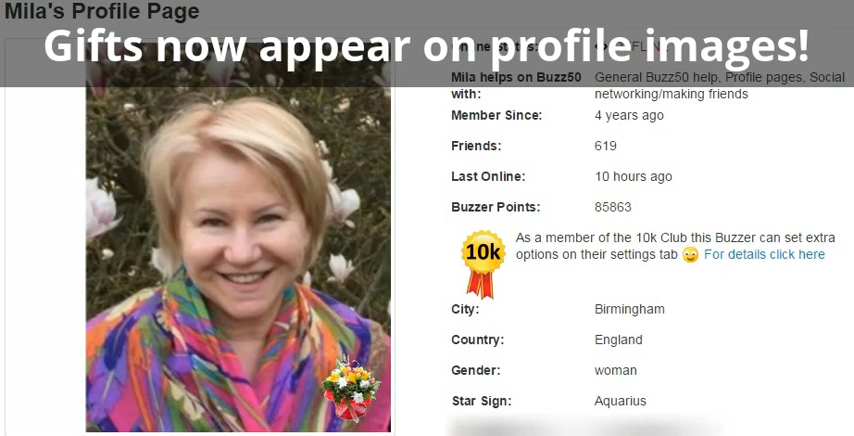 Mila's Profile Page
Gifts now appear on profile images!
Mila helps on Buzz50 General Buzz50 help, Profile pages, Social
with: networking/making friends
Member Since: 4 years ago
Friends: 619
Last Online: 10 hours ago
Buzzer Points: 85863
10k
As a member of the 10k Club this Buzzer can set extra
options on their settings tab For details click here
City: Birmingham
Country: England
Gender: woman
Star Sign: Aquarius